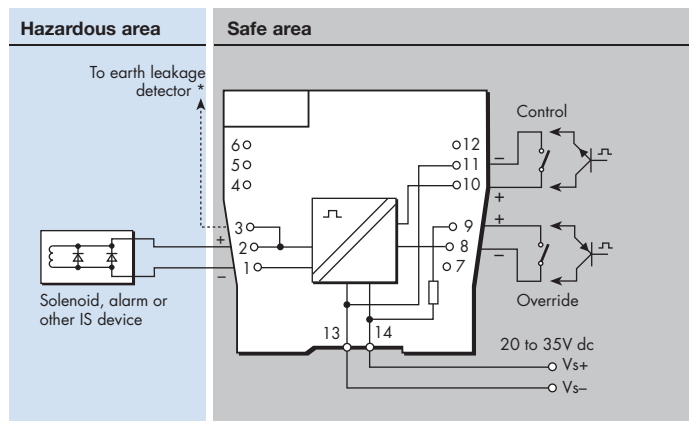 Hazardous area
Safe area
To earth leakage
detector *
Control
6
5
4
3
2
1
12
11
10
9
8
7
–
+
+
–
+
–
Solenoid, alarm or
other IS device
Override
13
14
20 to 35V dc
Vs+
Vs–